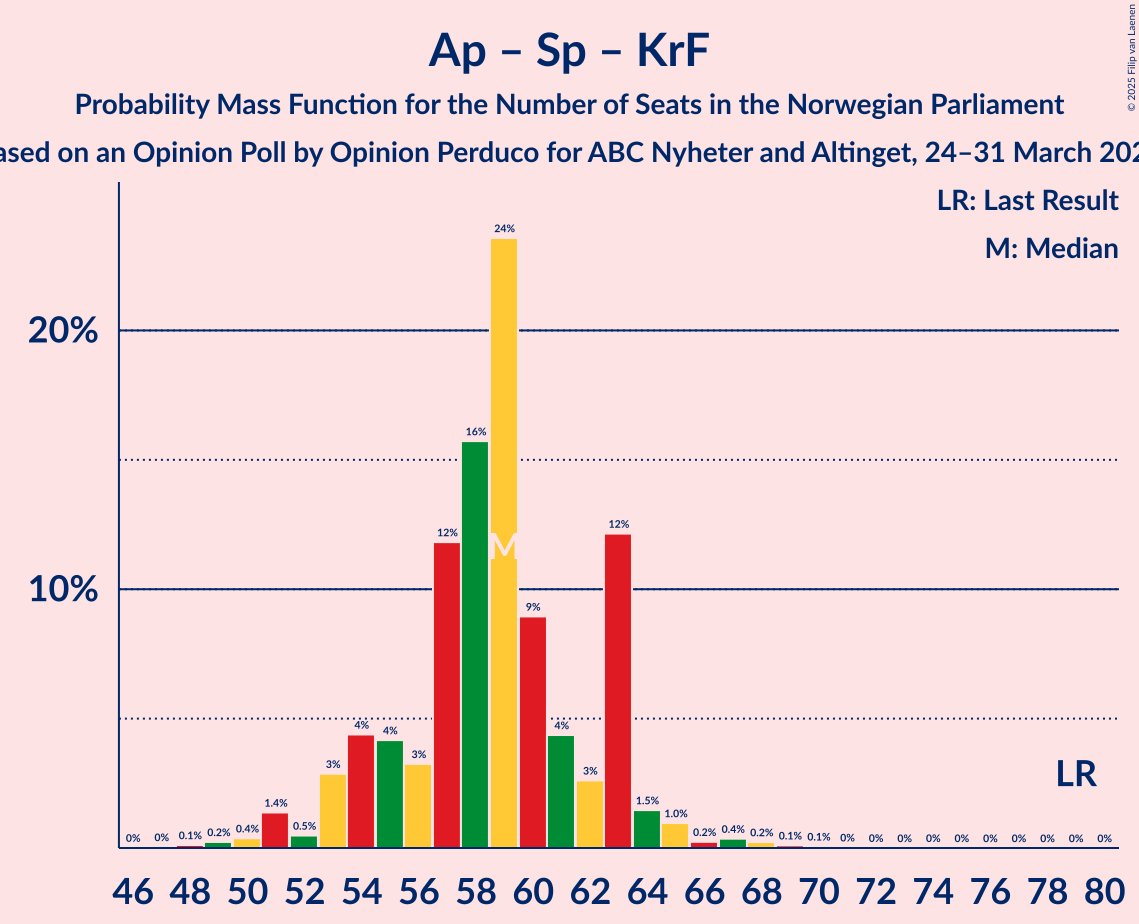 Ap – Sp – KrF
Probability Mass Function for the Number of Seats in the Norwegian Parliament
on an Opinion Poll by Opinion Perduco for ABC Nyheter and Altinget, 24–31 March
© 2025 Filip van Laenen
LR: Last Result
M: Median
20%
10%
0% 0% 0.1% 0.2% 0.4% 1.4% 0.5% 3% 4% 4% 3% 12% 16% 24% 9% 4% 3% 12% 1.5% 1.0% 0.2% 0.4% 0.2% 0.1% 0.1% 0% 0% 0% 0% 0% 0% 0% 0% 0% 0%
M
LR
46 48 50 52 54 56 58 60 62 64 66 68 70 72 74 76 78 80